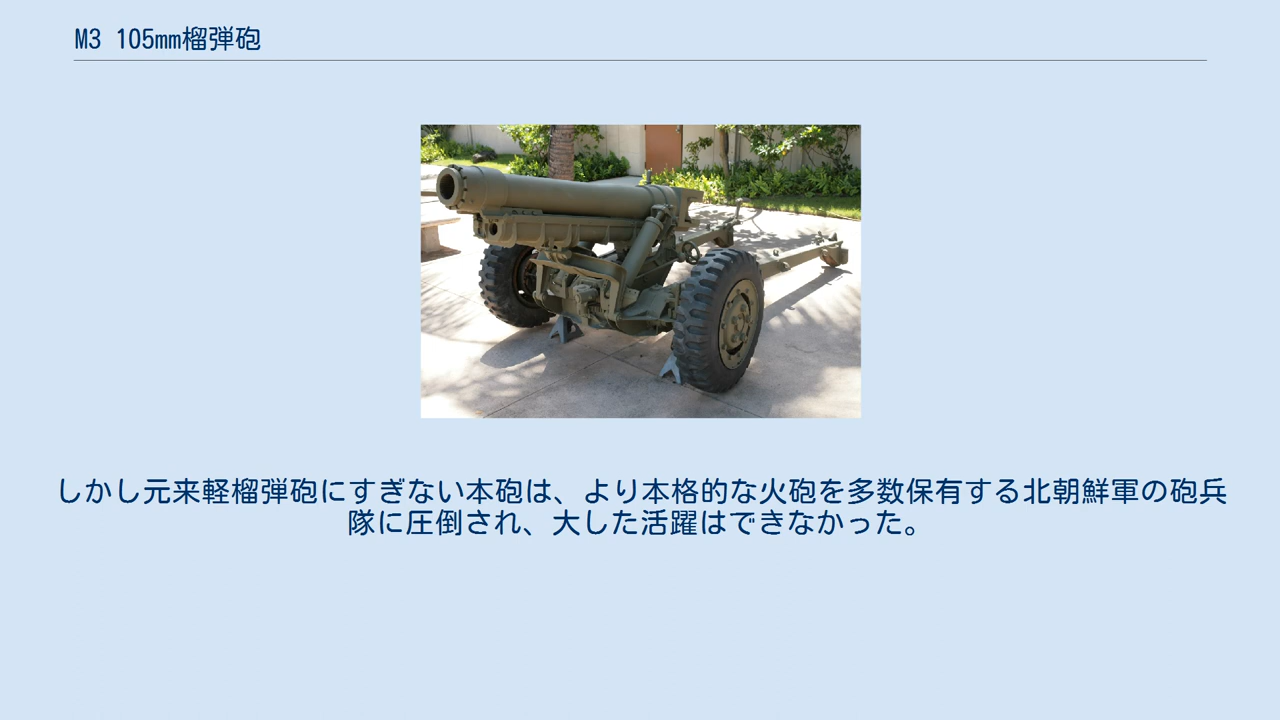 M3 105mm榴弾砲
しかし元来軽榴弾砲にすぎない本砲は、より本格的な火砲を多数保有する北朝鮮軍の砲兵
隊に圧倒され、大した活躍はできなかった。